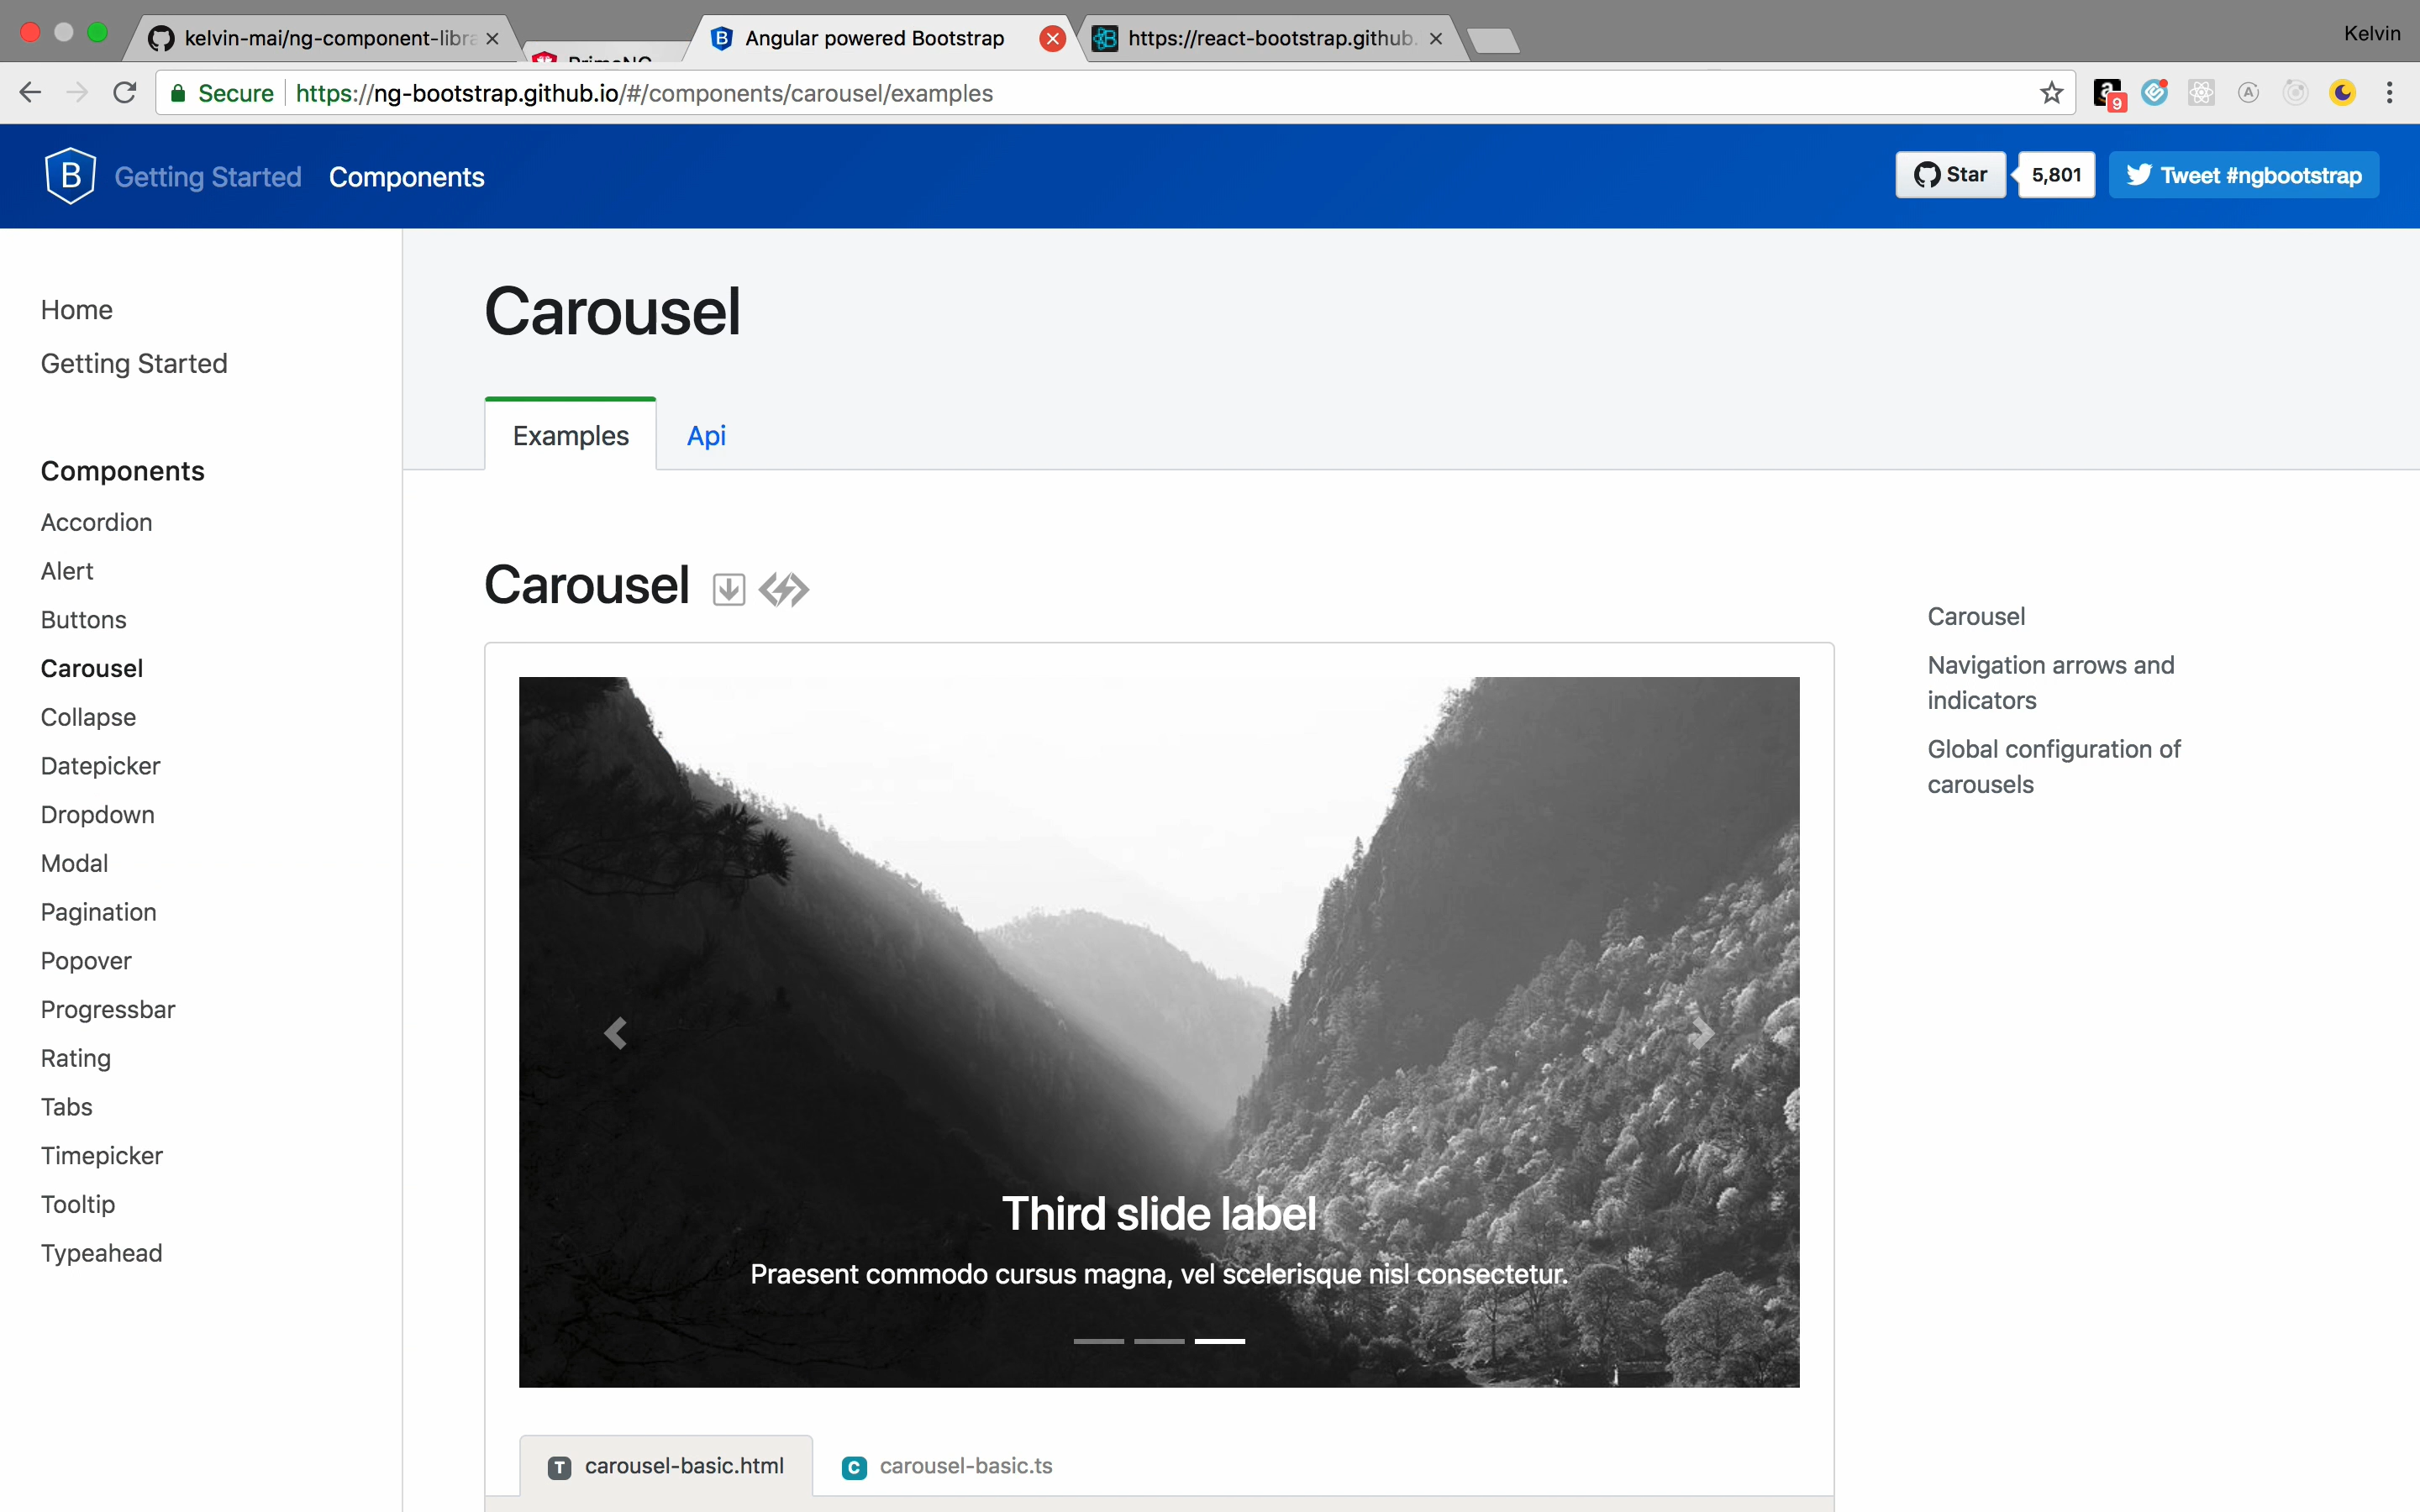 kelvin-mai/ng-component-libra
PrimeNG
Angular powered Bootstrap
https://react-bootstrap.github.
Kelvin
Secure https://ng-bootstrap.github.io/#/components/carousel/examples
a 9
A
B Getting Started Components
Star 5,801 Tweet #ngbootstrap
Home
Getting Started
Components
Accordion
Alert
Buttons
Carousel
Collapse
Datepicker
Dropdown
Modal
Pagination
Popover
Progressbar
Rating
Tabs
Timepicker
Tooltip
Typeahead
Carousel
Examples Api
Carousel
Third slide label
Praesent commodo cursus magna, vel scelerisque nisl consectetur.
T carousel-basic.html C carousel-basic.ts
Carousel
Navigation arrows and
indicators
Global configuration of
carousels